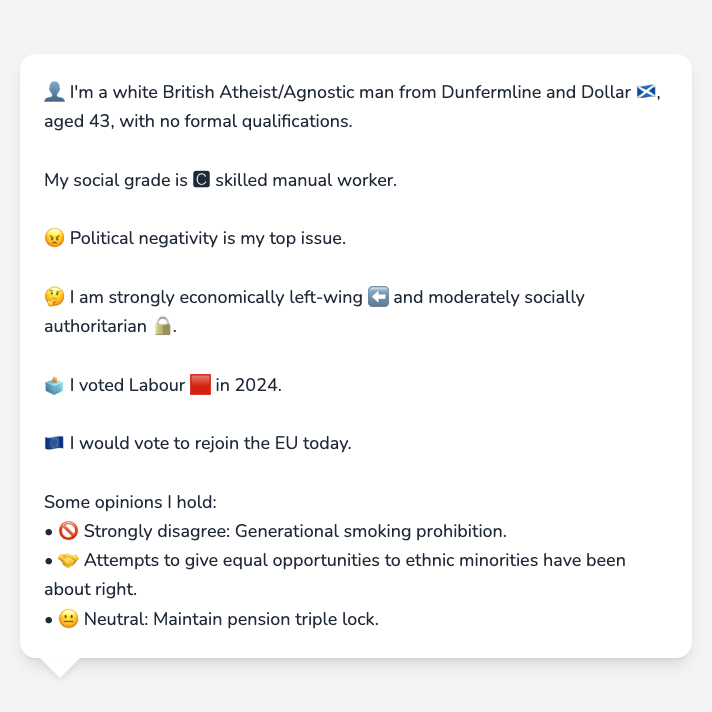 👤 I'm a white British Atheist/Agnostic man from Dunfermline and Dollar 🏴󠁧󠁢󠁳󠁣󠁴󠁿,
aged 43, with no formal qualifications.
My social grade is 🅲 skilled manual worker.
😠 Political negativity is my top issue.
🤔 I am strongly economically left-wing ⬅️ and moderately socially
authoritarian 🔒.
🗳️ I voted Labour 🟥 in 2024.
🇪🇺 I would vote to rejoin the EU today.
Some opinions I hold:
• 🚫 Strongly disagree: Generational smoking prohibition.
• 🤝 Attempts to give equal opportunities to ethnic minorities have been
about right.
• 😐 Neutral: Maintain pension triple lock.